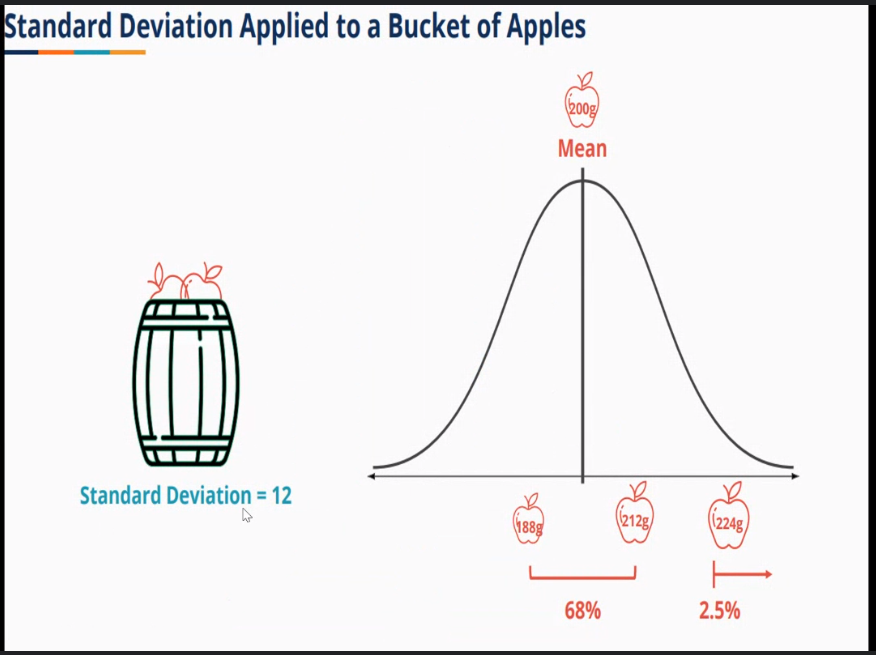 Standard Deviation Applied to a Bucket of Apples
200g
Mean
Standard Deviation = 12
188g
212g
224g
68%
2.5%